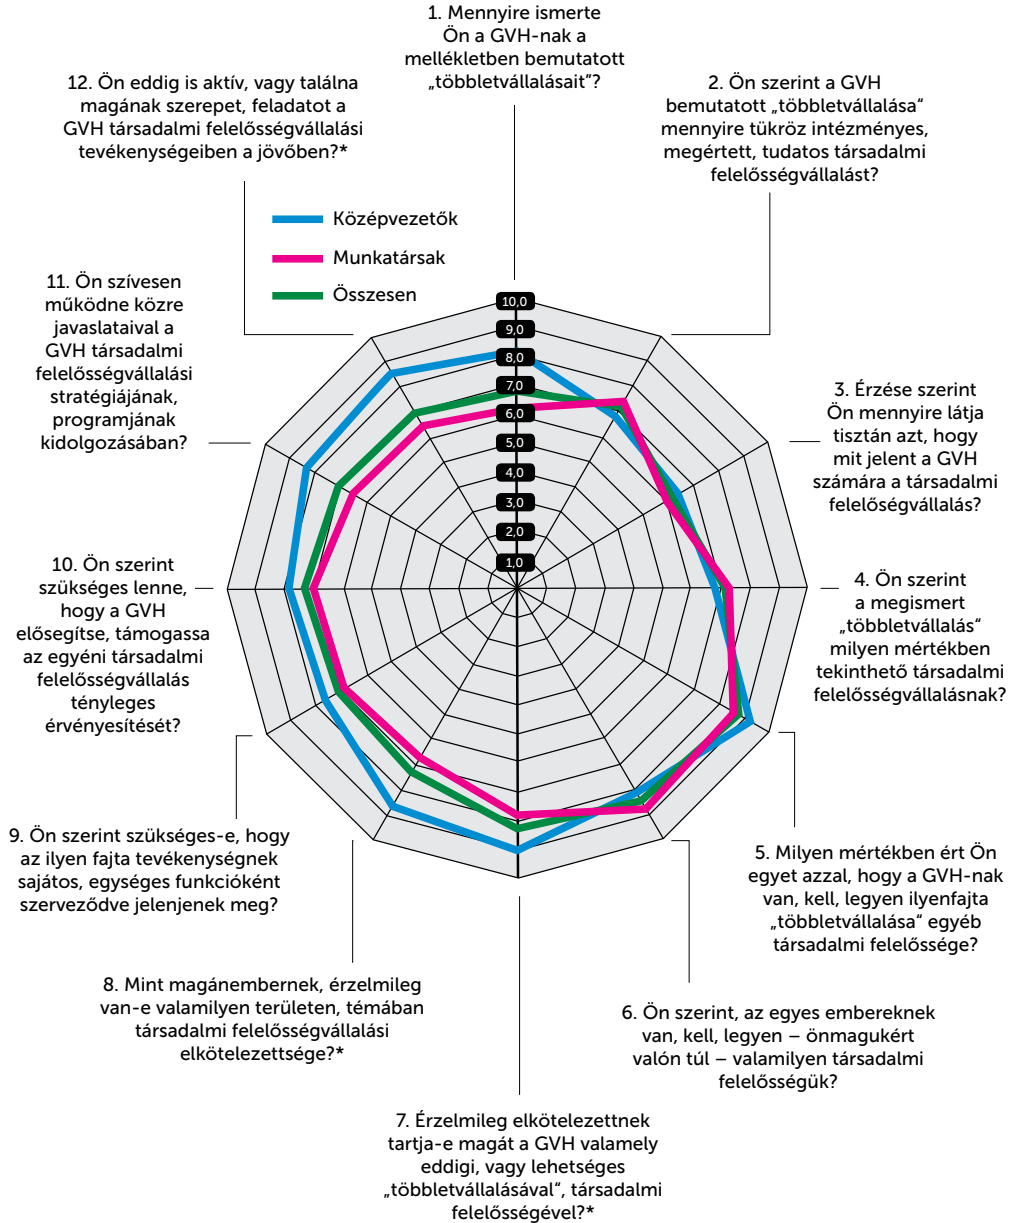 1. Mennyire ismerte
Ön a GVH-nak a
mellékletben bemutatott
„többletvállalásait”?
12. Ön eddig is aktív, vagy találna
magának szerepet, feladatot a
GVH társadalmi felelősségvállalási
tevékenységeiben a jövőben?*
2. Ön szerint a GVH
bemutatott „többletvállalása“
mennyire tükröz intézményes,
megértett, tudatos társadalmi
felelősségvállalást?
Középvezetők
Munkatársak
Összesen
11. Ön szívesen
működne közre
javaslataival a
GVH társadalmi
felelősségvállalási
stratégiájának,
programjának
kidolgozásában?
10,0
9,0
8,0
7,0
6,0
5,0
4,0
3,0
2,0
1,0
3. Érzése szerint
Ön mennyire látja
tisztán azt, hogy
mit jelent a GVH
számára a társadalmi
felelőségvállalás?
10. Ön szerint
szükséges lenne,
hogy a GVH
elősegítse, támogassa
az egyéni társadalmi
felelősségvállalás
tényleges
érvényesítését?
4. Ön szerint
a megismert
„többletvállalás“
milyen mértékben
tekinthető társadalmi
felelősségvállalásnak?
9. Ön szerint szükséges-e, hogy
az ilyen fajta tevékenységnek
sajátos, egységes funkcióként
szerveződve jelenjenek meg?
5. Milyen mértékben ért Ön
egyet azzal, hogy a GVH-nak
van, kell, legyen ilyenfajta
„többletvállalása“ egyéb
társadalmi felelőssége?
8. Mint magánembernek, érzelmileg
van-e valamilyen területen, témában
társadalmi felelősségvállalási
elkötelezettsége?*
6. Ön szerint, az egyes embereknek
van, kell, legyen – önmagukért
valón túl – valamilyen társadalmi
felelősségük?
7. Érzelmileg elkötelezettnek
tartja-e magát a GVH valamely
eddigi, vagy lehetséges
„többletvállalásával“, társadalmi
felelősségével?*